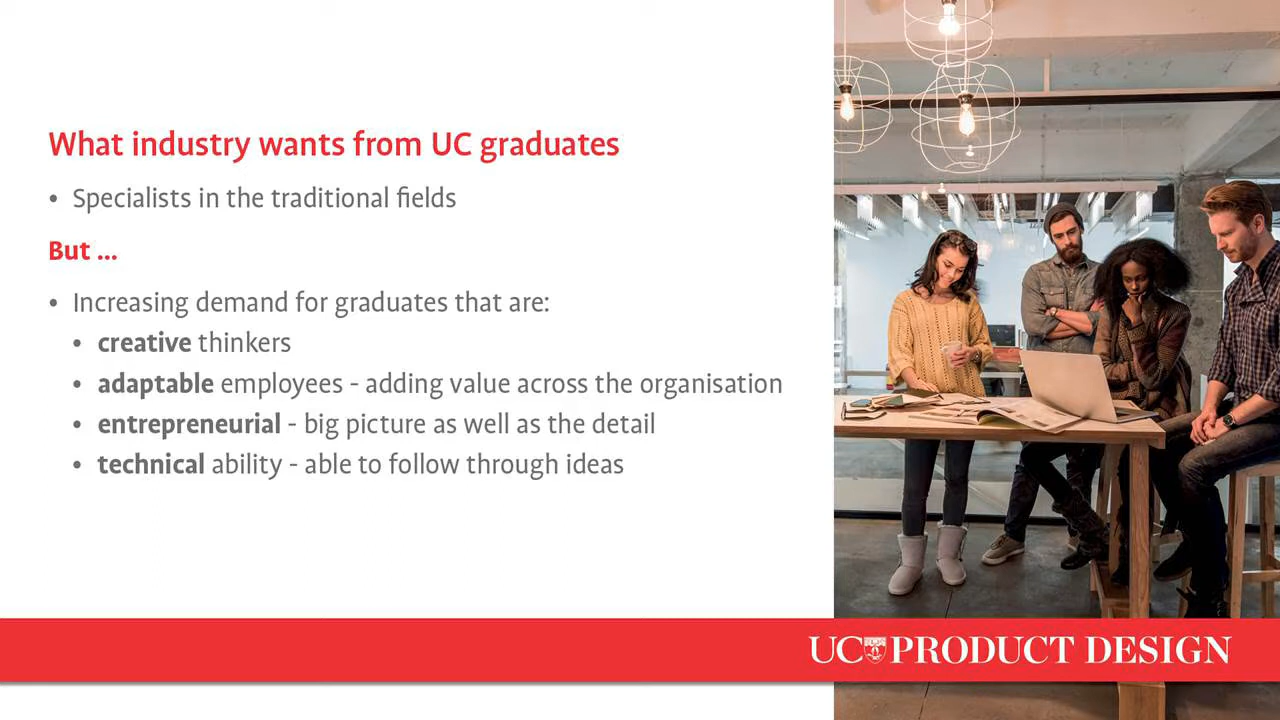 What industry wants from UC graduates
• Specialists in the traditional fields
But ...
• Increasing demand for graduates that are:
• creative thinkers
• adaptable employees - adding value across the organisation
• entrepreneurial - big picture as well as the detail
• technical ability - able to follow through ideas
UC PRODUCT DESIGN